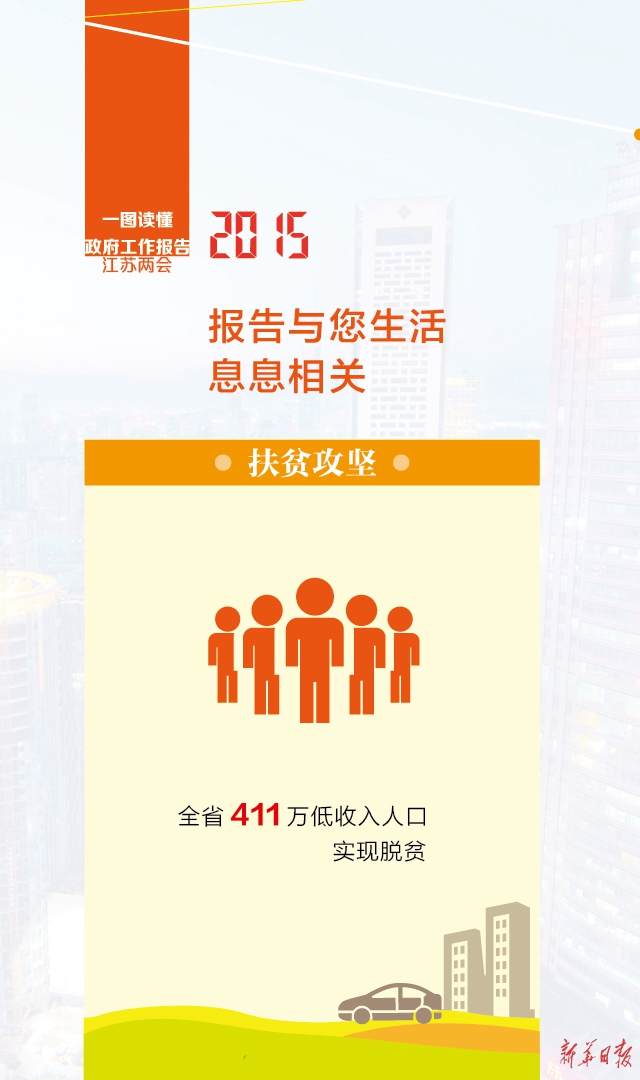 一图读懂
政府工作报告
江苏两会
2015
报告与您生活
息息相关
扶贫攻坚
全省 411 万低收入人口
实现脱贫
新华日报